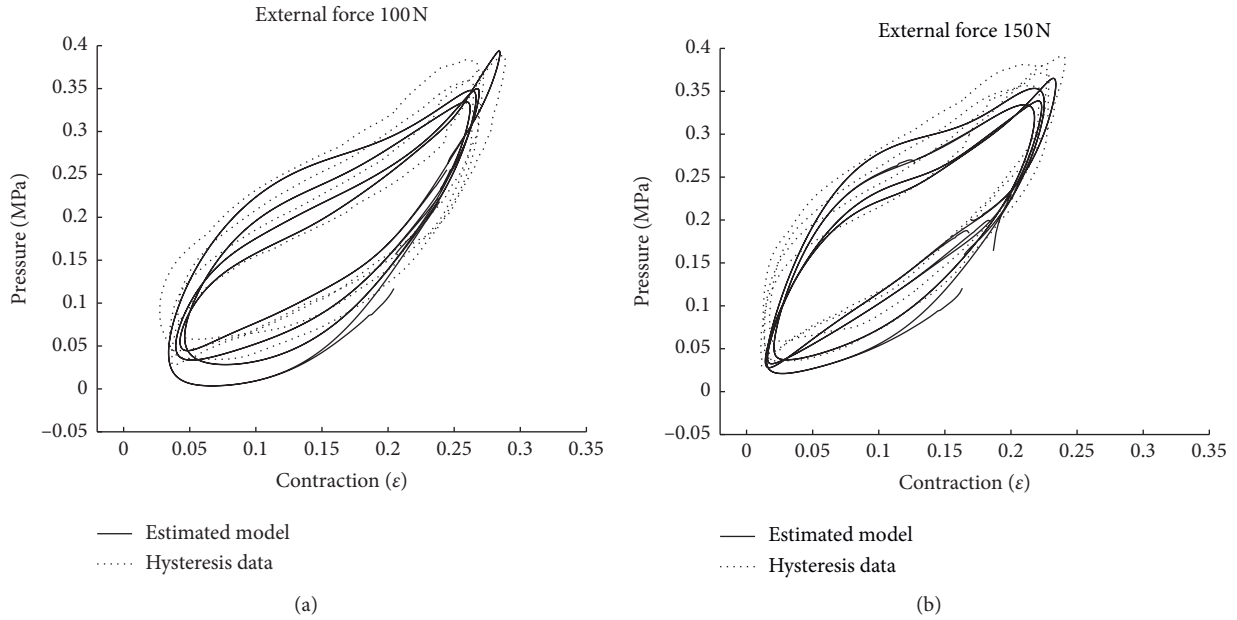 External force 100 N
0.4
0.35
0.3
0.25
0.2
0.15
0.1
0.05
0
–0.05
Pressure (MPa)
0 0.05 0.1 0.15 0.2 0.25 0.3 0.35
Contraction (ε)
Estimated model
Hysteresis data
(a)
External force 150 N
0.4
0.35
0.3
0.25
0.2
0.15
0.1
0.05
0
–0.05
Pressure (MPa)
0 0.05 0.1 0.15 0.2 0.25 0.3 0.35
Contraction (ε)
Estimated model
Hysteresis data
(b)